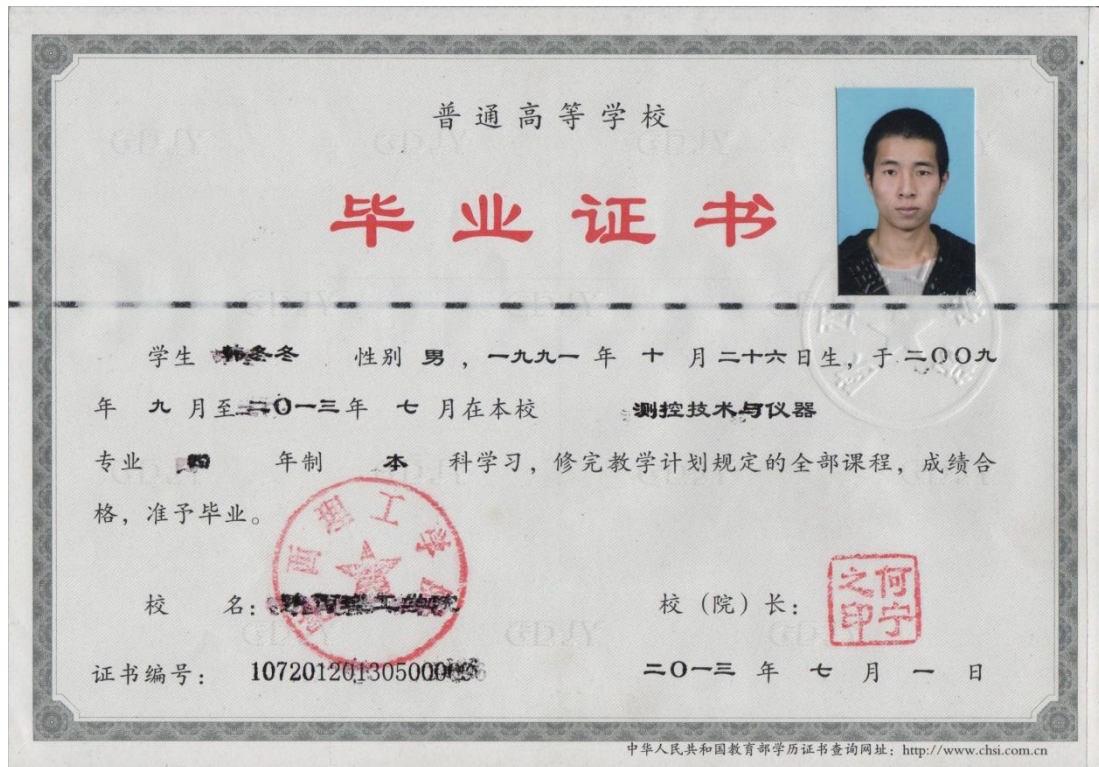 普通高等学校
毕业证书
学生 冬冬 性别 男，一九九一 年 十 月二十六日生，于二〇〇九
年 九 月至二〇一三年 七 月在本校 测控技术与仪器
专业 年制 本 科学习，修完教学计划规定的全部课程，成绩合
格，准予毕业。
校 名： 校（院）长：
何宁之印
证书编号： 二〇一三 年 七 月 一 日
中华人民共和国教育部学历证书查询网址：http://www.chsi.com.cn